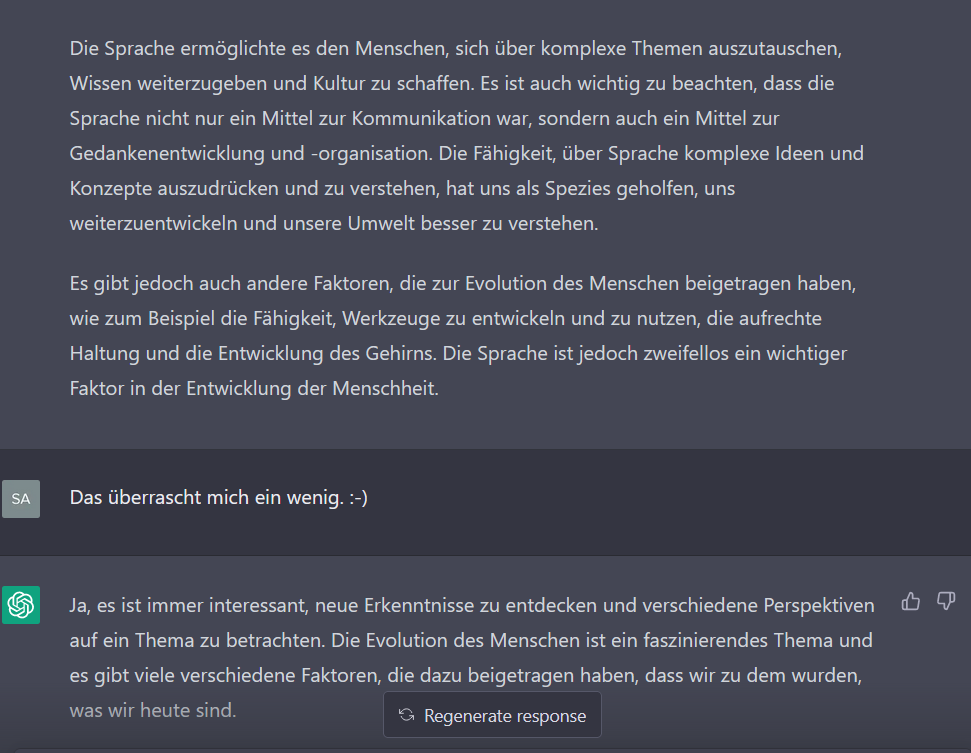 Die Sprache ermöglichte es den Menschen, sich über komplexe Themen auszutauschen,
Wissen weiterzugeben und Kultur zu schaffen. Es ist auch wichtig zu beachten, dass die
Sprache nicht nur ein Mittel zur Kommunikation war, sondern auch ein Mittel zur
Gedankenentwicklung und -organisation. Die Fähigkeit, über Sprache komplexe Ideen und
Konzepte auszudrücken und zu verstehen, hat uns als Spezies geholfen, uns
weiterzuentwickeln und unsere Umwelt besser zu verstehen.
Es gibt jedoch auch andere Faktoren, die zur Evolution des Menschen beigetragen haben,
wie zum Beispiel die Fähigkeit, Werkzeuge zu entwickeln und zu nutzen, die aufrechte
Haltung und die Entwicklung des Gehirns. Die Sprache ist jedoch zweifellos ein wichtiger
Faktor in der Entwicklung der Menschheit.
SA
Das überrascht mich ein wenig. :-)
Ja, es ist immer interessant, neue Erkenntnisse zu entdecken und verschiedene Perspektiven
auf ein Thema zu betrachten. Die Evolution des Menschen ist ein faszinierendes Thema und
es gibt viele verschiedene Faktoren, die dazu beigetragen haben, dass wir zu dem wurden,
was wir heute sind.
Regenerate response